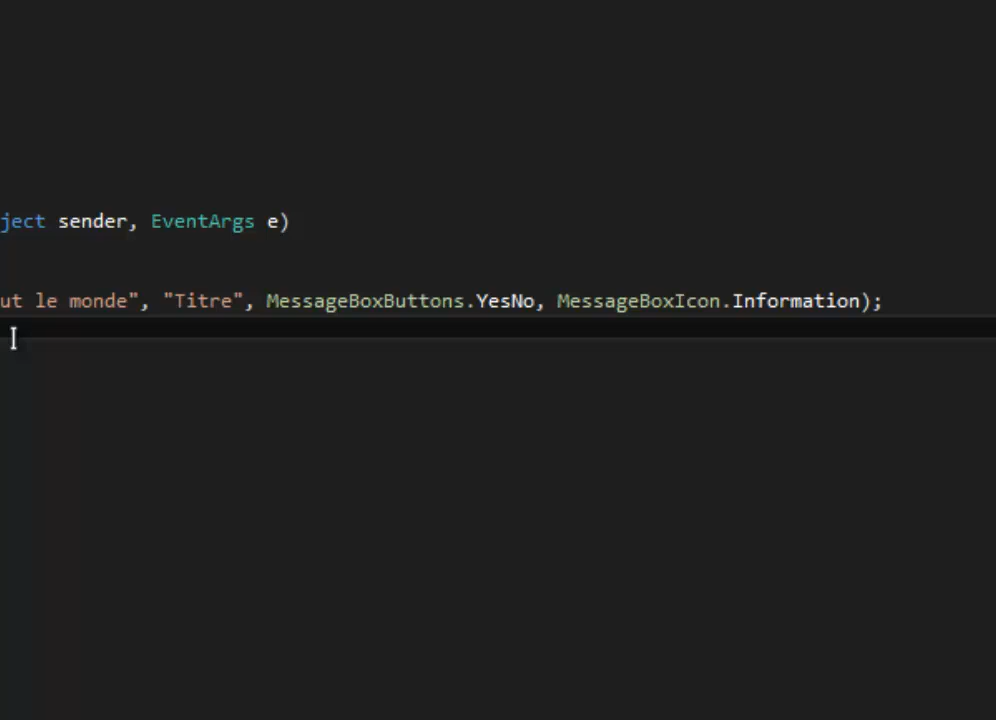 ject sender, EventArgs e)
ut le monde", "Titre", MessageBoxButtons.YesNo, MessageBoxIcon.Information);